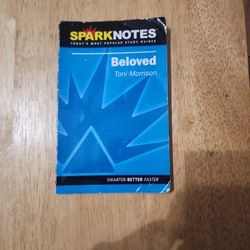 SPARKNOTES
TODAY'S MOST POPULAR STUDY GUIDES
Beloved
Toni Morrison
SMARTER BETTER FASTER